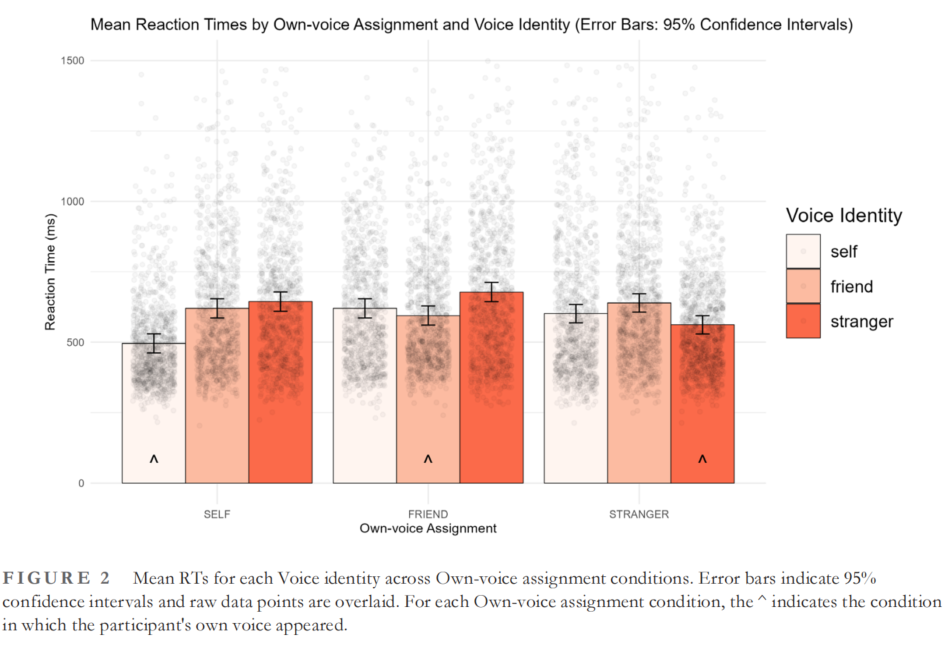 Mean Reaction Times by Own-voice Assignment and Voice Identity (Error Bars: 95% Confidence Intervals)
1500
1000
500
0
Reaction Time (ms)
^
^
^
SELF
FRIEND
STRANGER
Own-voice Assignment
Voice Identity
self
friend
stranger
FIGURE 2 Mean RTs for each Voice identity across Own-voice assignment conditions. Error bars indicate 95%
confidence intervals and raw data points are overlaid. For each Own-voice assignment condition, the ^ indicates the condition
in which the participant's own voice appeared.